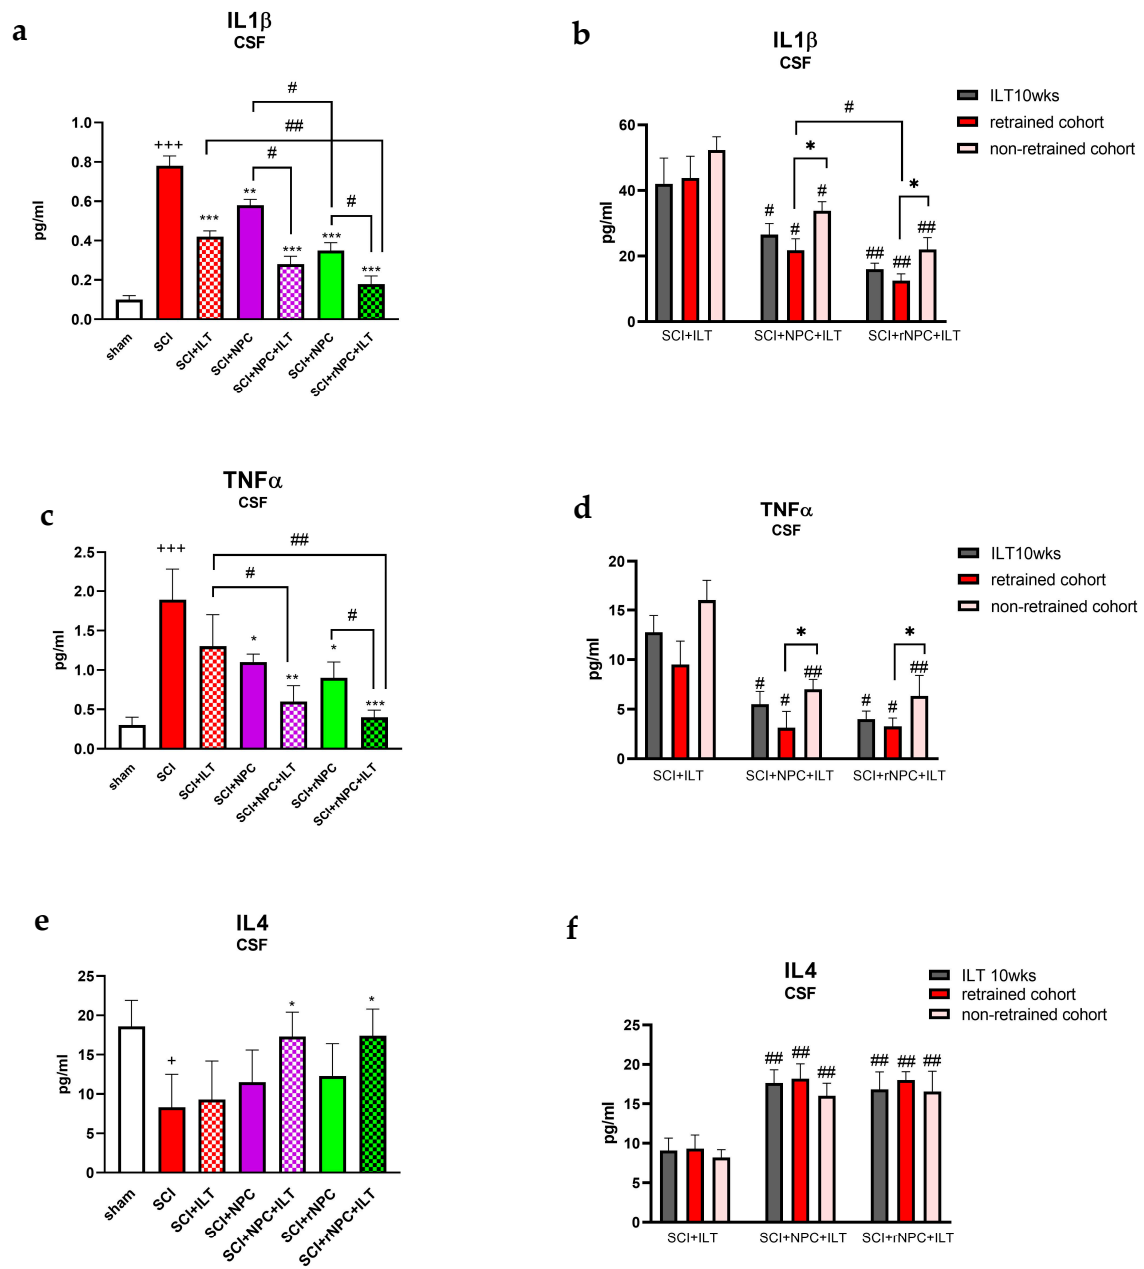 a
IL1β
CSF
#
##
#
#
+++
***
**
***
***
***
pg/ml
1.0
0.8
0.6
0.4
0.2
0.0
sham
SCI
SCI+ILT
SCI+NPC
SCI+NPC+ILT
SCI+rNPC
SCI+rNPC+ILT
b
IL1β
CSF
ILT10wks
retrained cohort
non-retrained cohort
#
*
*
# # #
## ## ##
pg/ml
60
40
20
0
SCI+ILT
SCI+NPC+ILT
SCI+rNPC+ILT
c
TNFα
CSF
##
#
#
+++
*
**
*
***
pg/ml
2.5
2.0
1.5
1.0
0.5
0.0
sham
SCI
SCI+ILT
SCI+NPC
SCI+NPC+ILT
SCI+rNPC
SCI+rNPC+ILT
d
TNFα
CSF
ILT10wks
retrained cohort
non-retrained cohort
*
*
# # ##
# # ##
pg/ml
20
15
10
5
0
SCI+ILT
SCI+NPC+ILT
SCI+rNPC+ILT
e
IL4
CSF
+
*
*
pg/ml
25
20
15
10
5
0
sham
SCI
SCI+ILT
SCI+NPC
SCI+NPC+ILT
SCI+rNPC
SCI+rNPC+ILT
f
IL4
CSF
ILT 10wks
retrained cohort
non-retrained cohort
## ## ##
## ## ##
pg/ml
25
20
15
10
5
0
SCI+ILT
SCI+NPC+ILT
SCI+rNPC+ILT